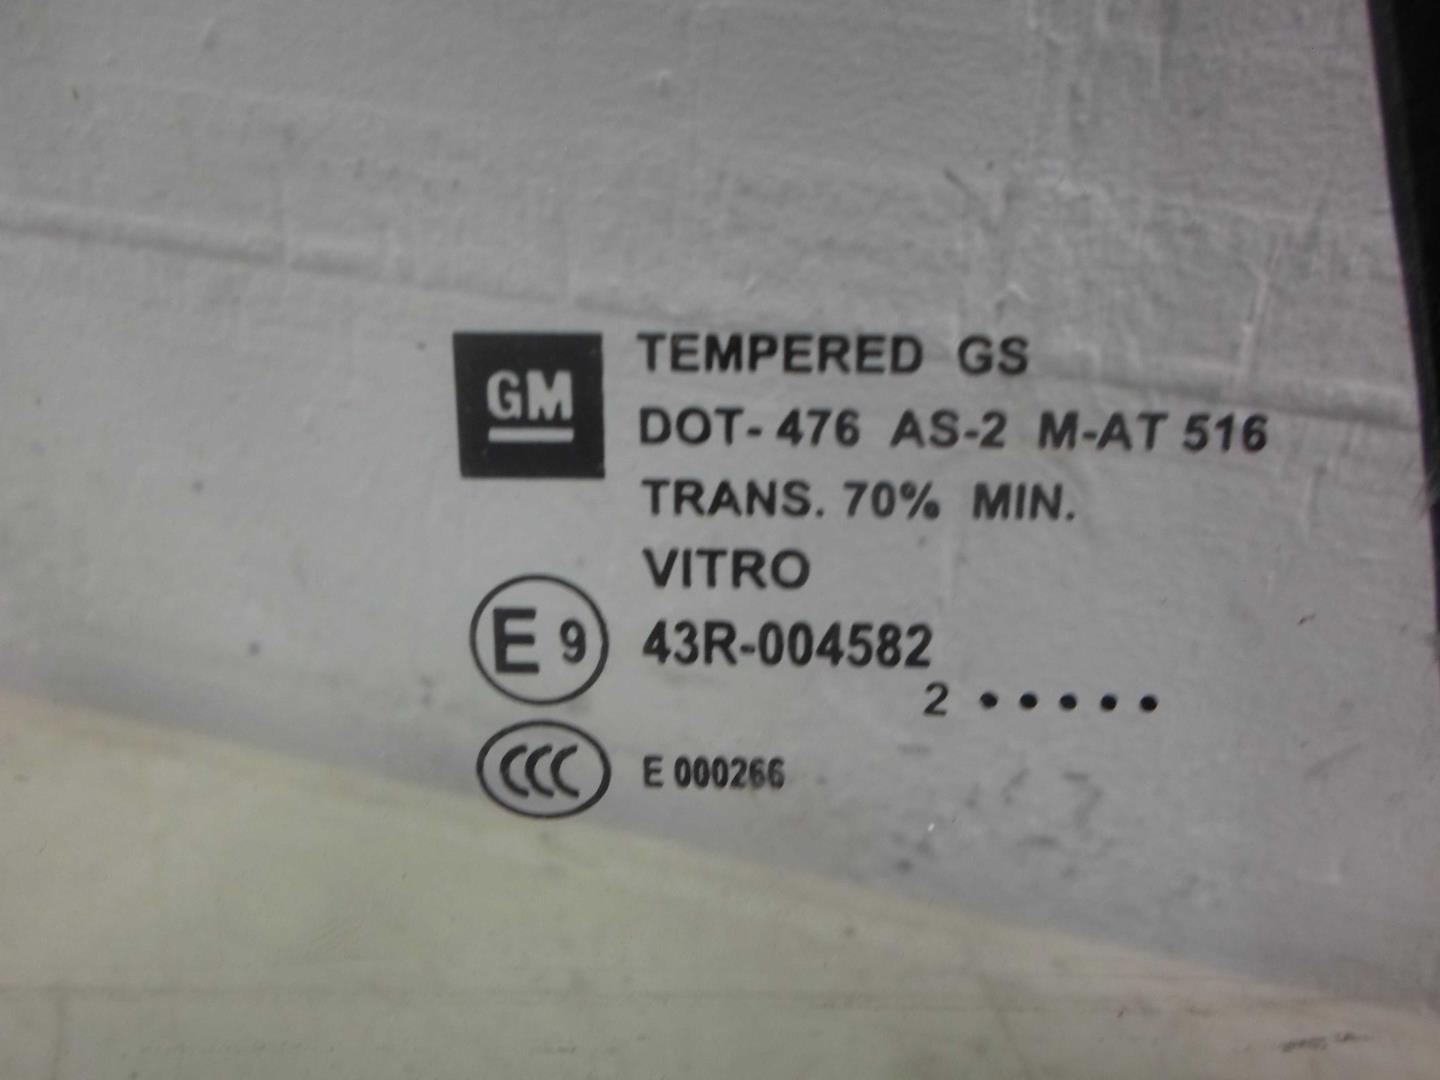 GM
TEMPERED GS
DOT-476 AS-2 M-AT 516
TRANS. 70% MIN.
VITRO
E 9 43R-004582
2 • • • • •
CCC E 000266